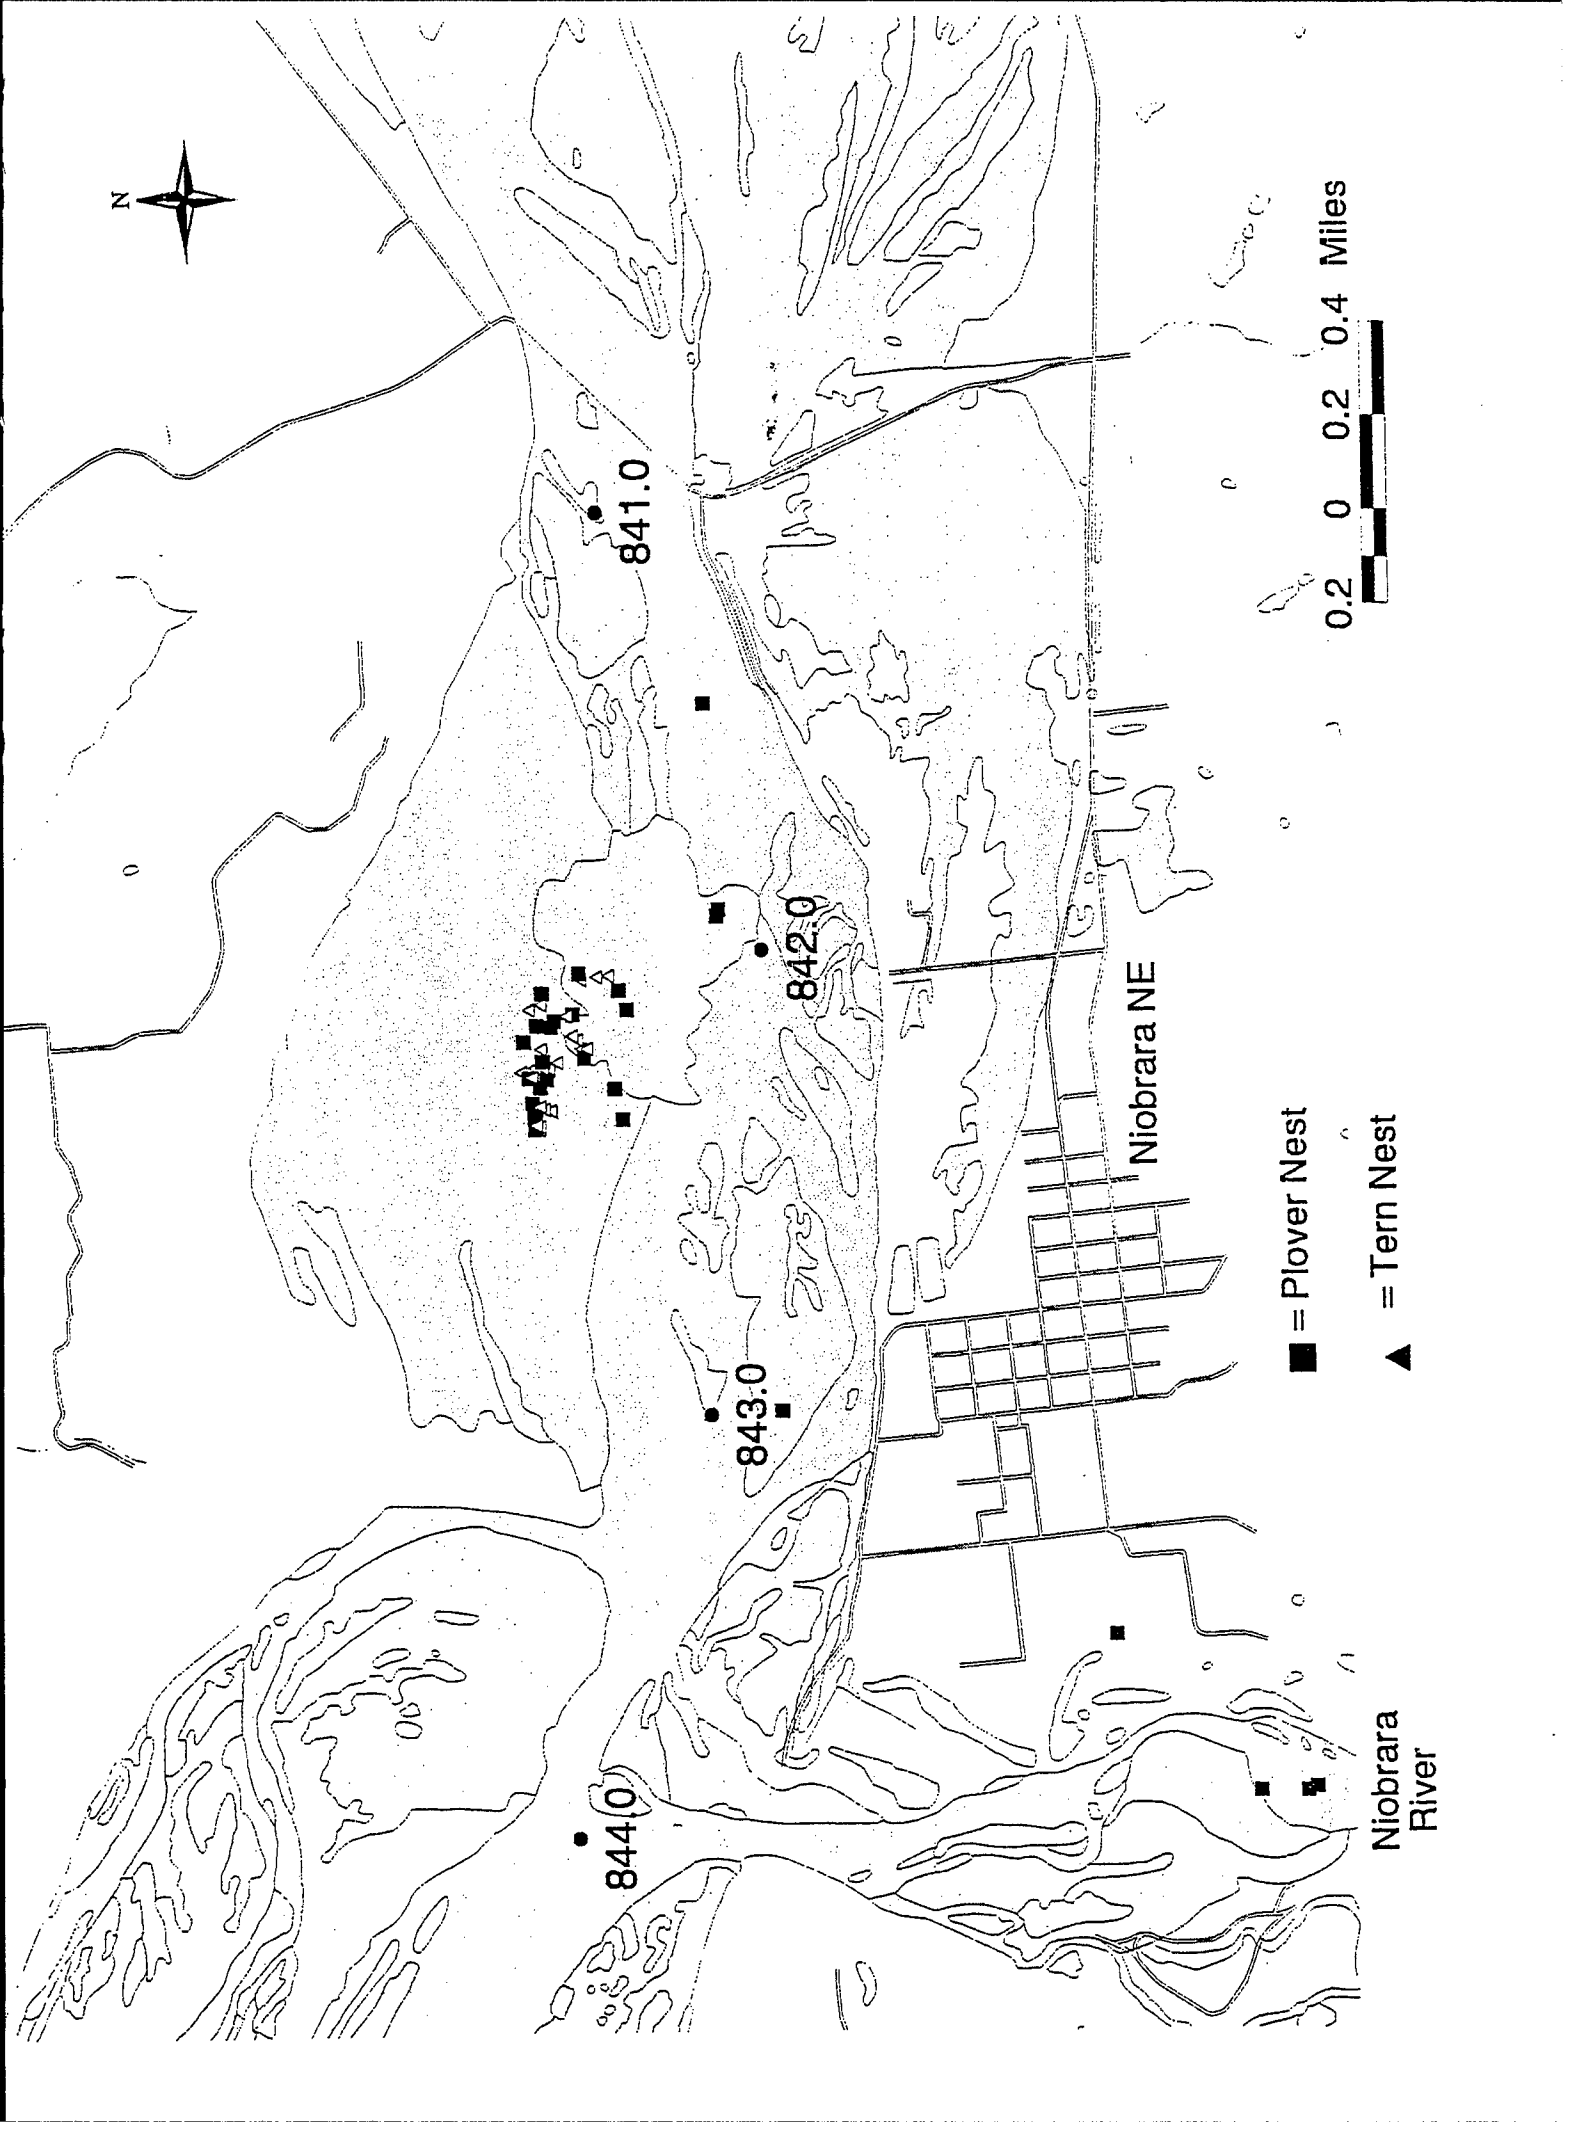 N
841.0
842.0
843.0
844.0
Niobrara NE
Niobrara
River
0.2 0 0.2 0.4 Miles
= Plover Nest
= Tern Nest